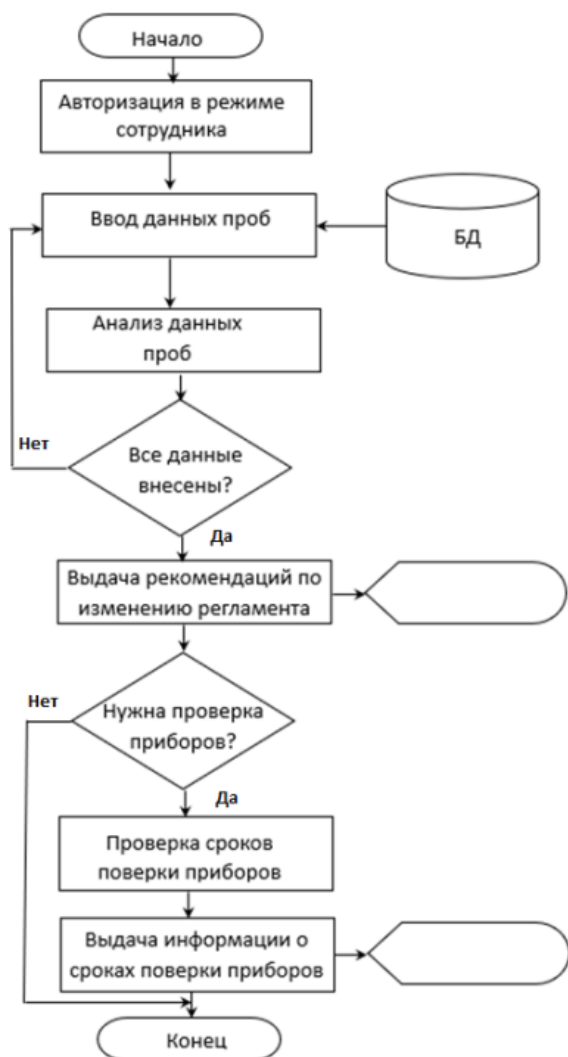 Начало
Авторизация в режиме
сотрудника
Ввод данных проб
БД
Анализ данных
проб
Нет
Все данные
внесены?
Да
Выдача рекомендаций по
изменению регламента
Нет
Нужна проверка
приборов?
Да
Проверка сроков
поверки приборов
Выдача информации о
сроках поверки приборов
Конец